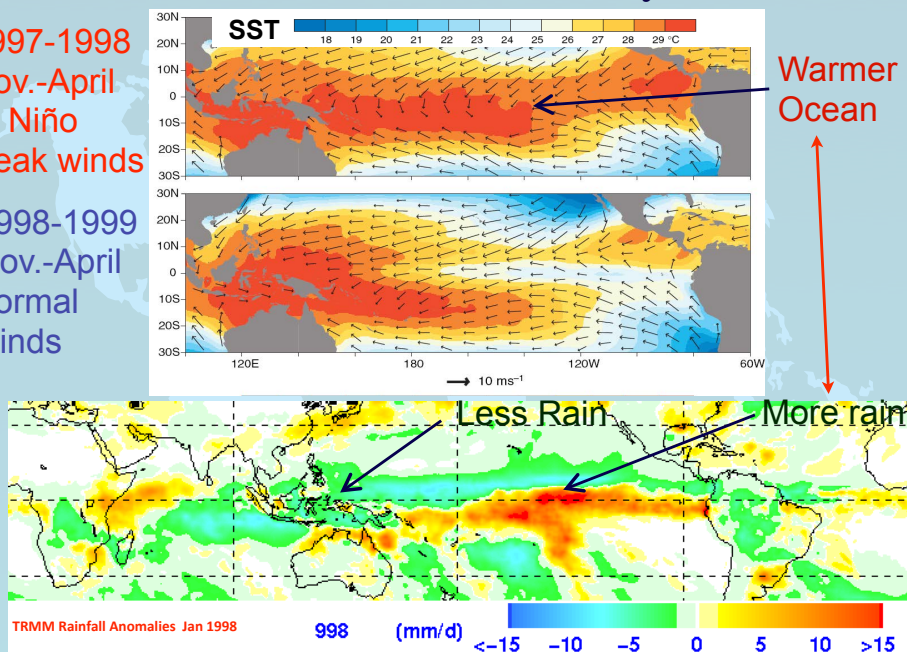 SST
18 19 20 21 22 23 24 25 26 27 28 29 °C
30N
20N
10N
0
10S
20S
30S
997-1998
ov.-April
Niño
eak winds
Warmer
Ocean
30N
20N
10N
0
10S
20S
30S
998-1999
ov.-April
ormal
inds
120E 180 120W 60W
10 ms⁻¹
Less Rain
More rain
TRMM Rainfall Anomalies Jan 1998
998 (mm/d)
<-15 -10 -5 0 5 10 >15